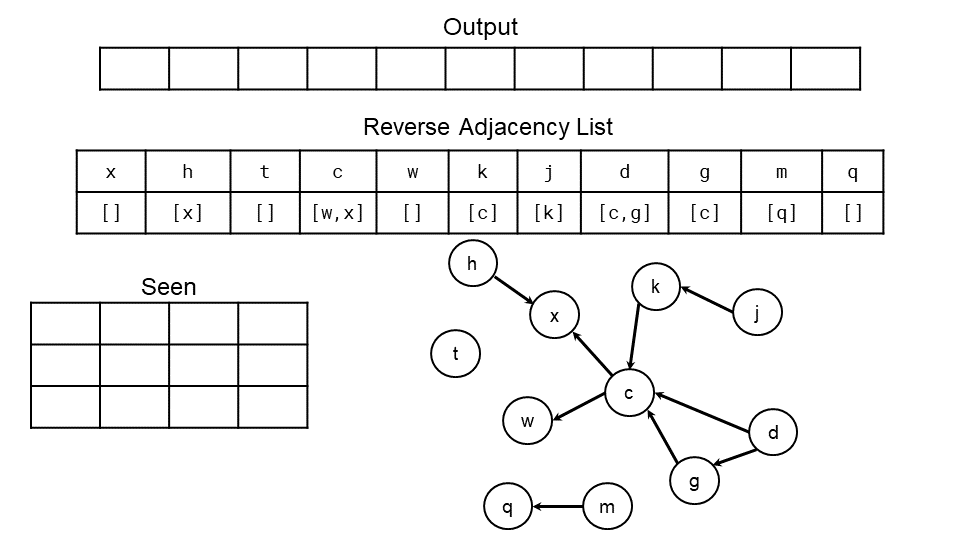 Output
Reverse Adjacency List
x h t c w k j d g m q
[] [x] [] [w,x] [] [c] [k] [c,g] [c] [q] []
Seen
h
k
x
j
t
c
w
d
g
q
m